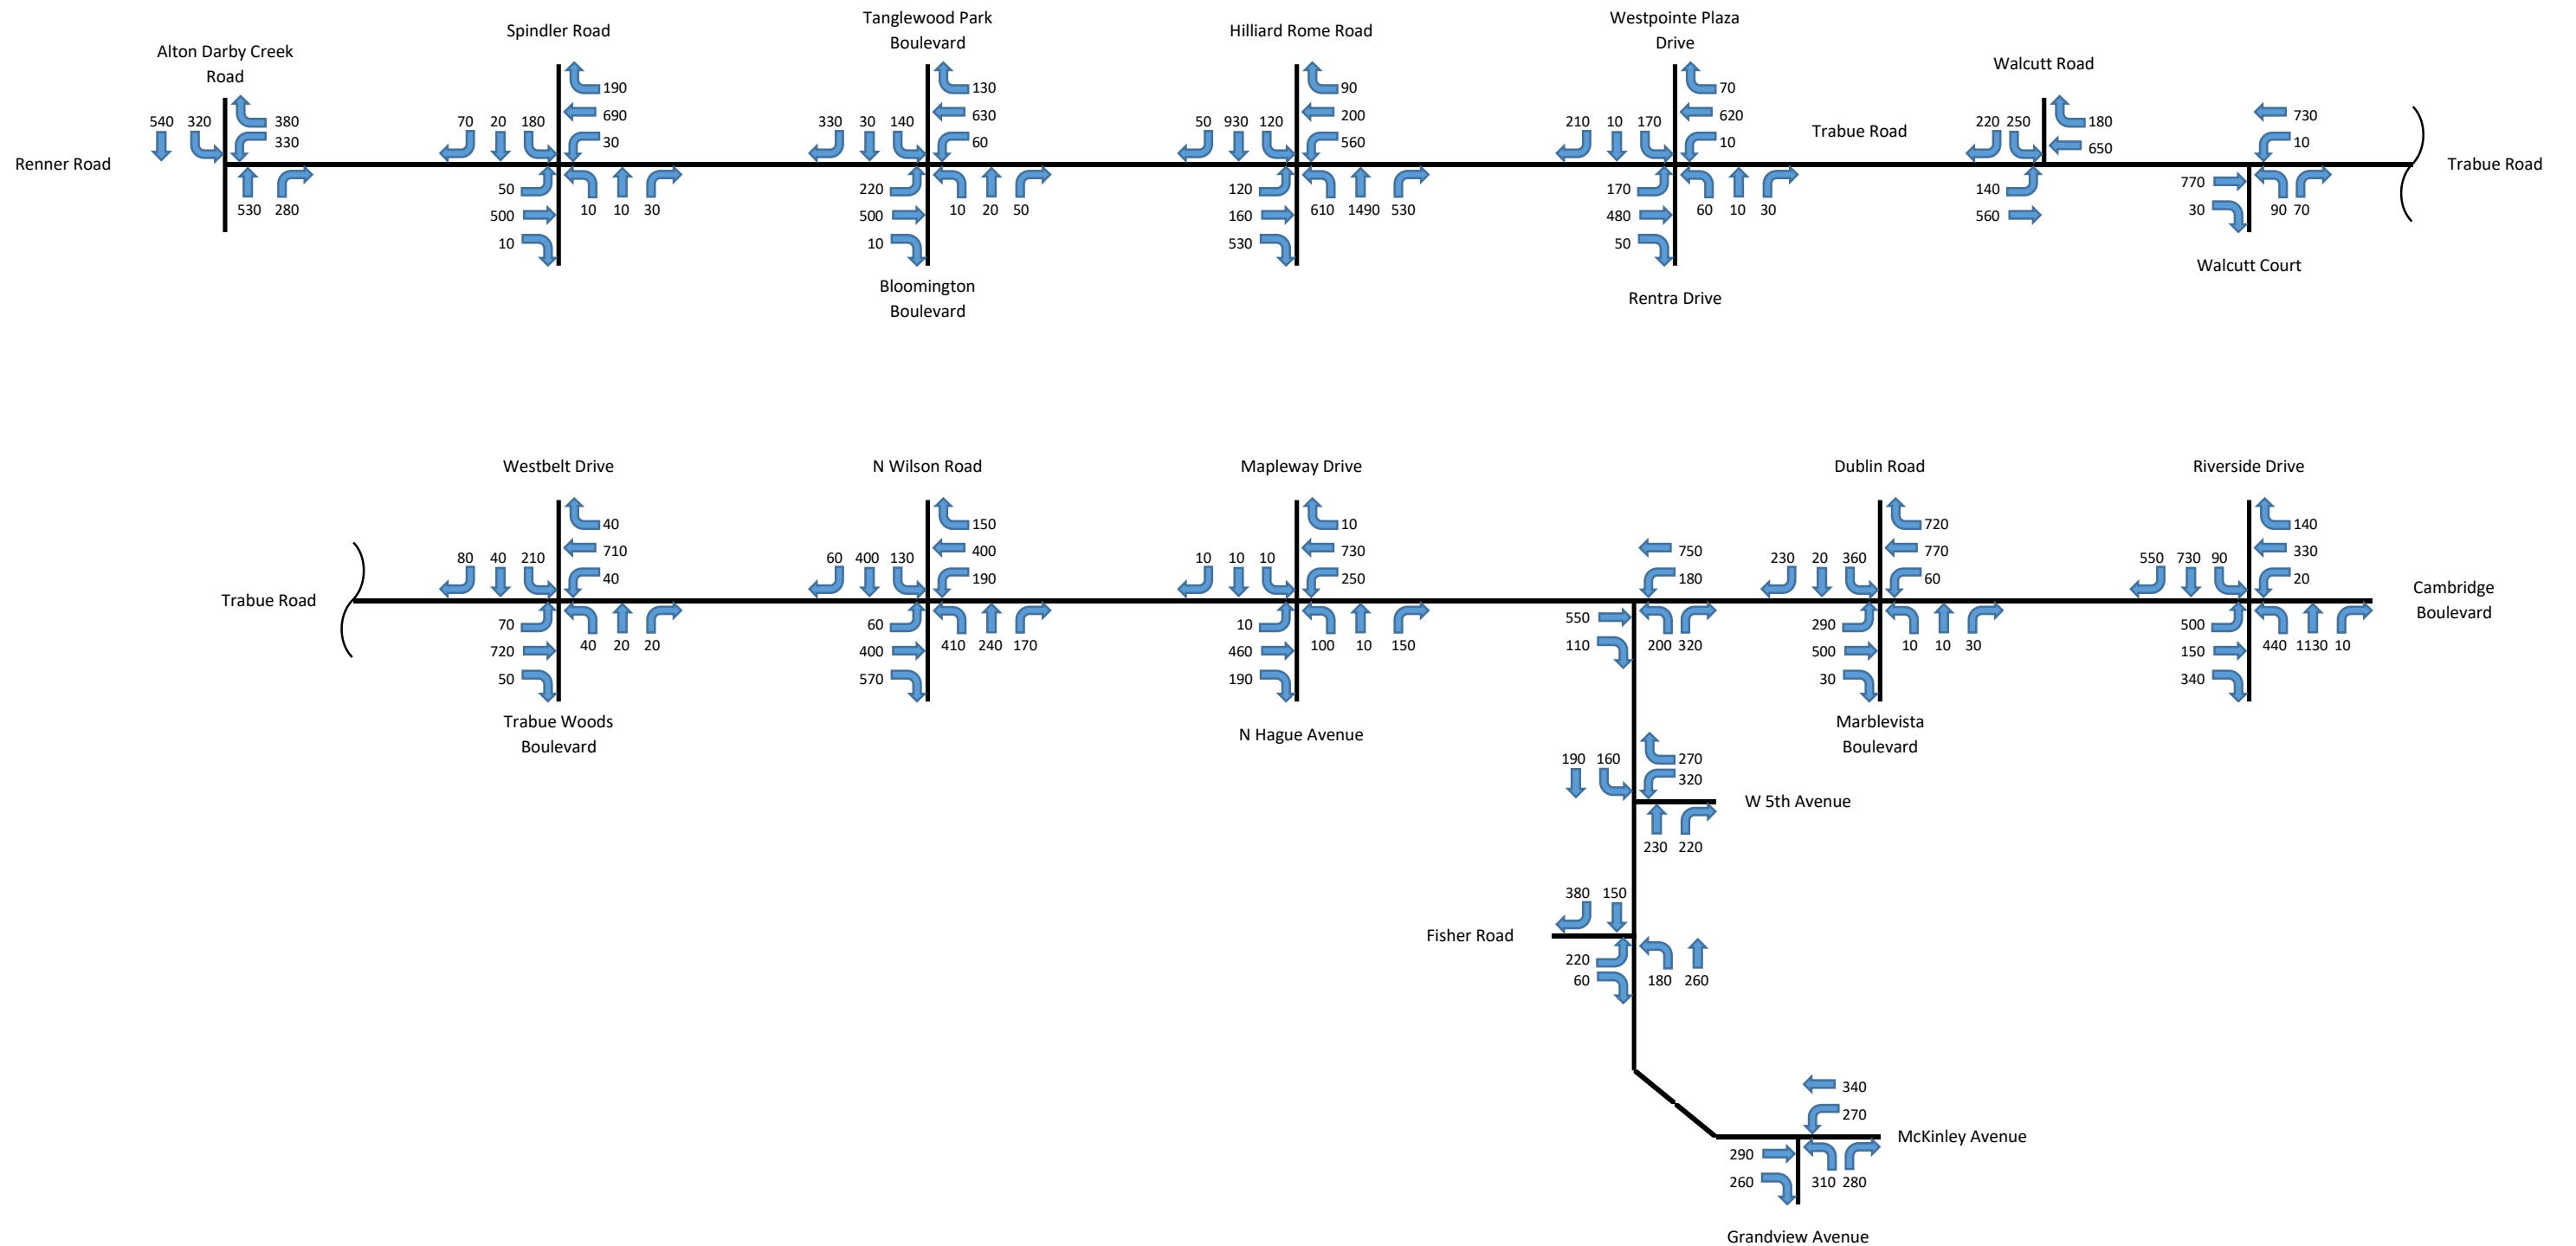 Tanglewood Park
Boulevard
Westpointe Plaza
Drive
Spindler Road
Hilliard Rome Road
Alton Darby Creek
Road
Walcutt Road
190
130
90
70
690
630
200
620
730
540 320 380
70 20 180
330 30 140
50 930 120
210 10 170
Trabue Road
220 250 180
330
30
60
560
10
650
10
Renner Road
Trabue Road
50
220
120
170
140
770
530 280
500
10 10 30
500
10 20 50
160
610 1490 530
480
60 10 30
560
30
90 70
10
10
530
50
Walcutt Court
Bloomington
Boulevard
Rentra Drive
Westbelt Drive
N Wilson Road
Mapleway Drive
Dublin Road
Riverside Drive
40
150
10
720
140
710
400
730
750
770
330
80 40 210
60 400 130
10 10 10
230 20 360
550 730 90
40
190
250
180
60
20
Trabue Road
Cambridge
Boulevard
70
60
10
550
290
500
720
40 20 20
400
410 240 170
460
100 10 150
110
200 320
500
10 10 30
150
440 1130 10
50
570
190
30
340
Trabue Woods
Boulevard
N Hague Avenue
Marblevista
Boulevard
190 160 270
320
W 5th Avenue
230 220
380 150
Fisher Road
220
60
180 260
340
270
McKinley Avenue
290
260
310 280
Grandview Avenue